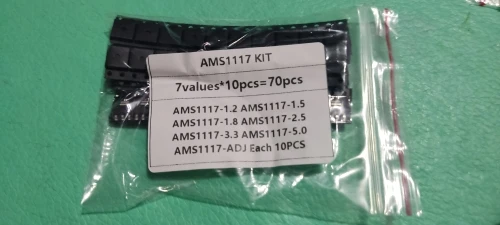 AMS1117 KIT
7values*10pcs=70pcs
AMS1117-1.2 AMS1117-1.5
AMS1117-1.8 AMS1117-2.5
AMS1117-3.3 AMS1117-5.0
AMS1117-ADJ Each 10PCS